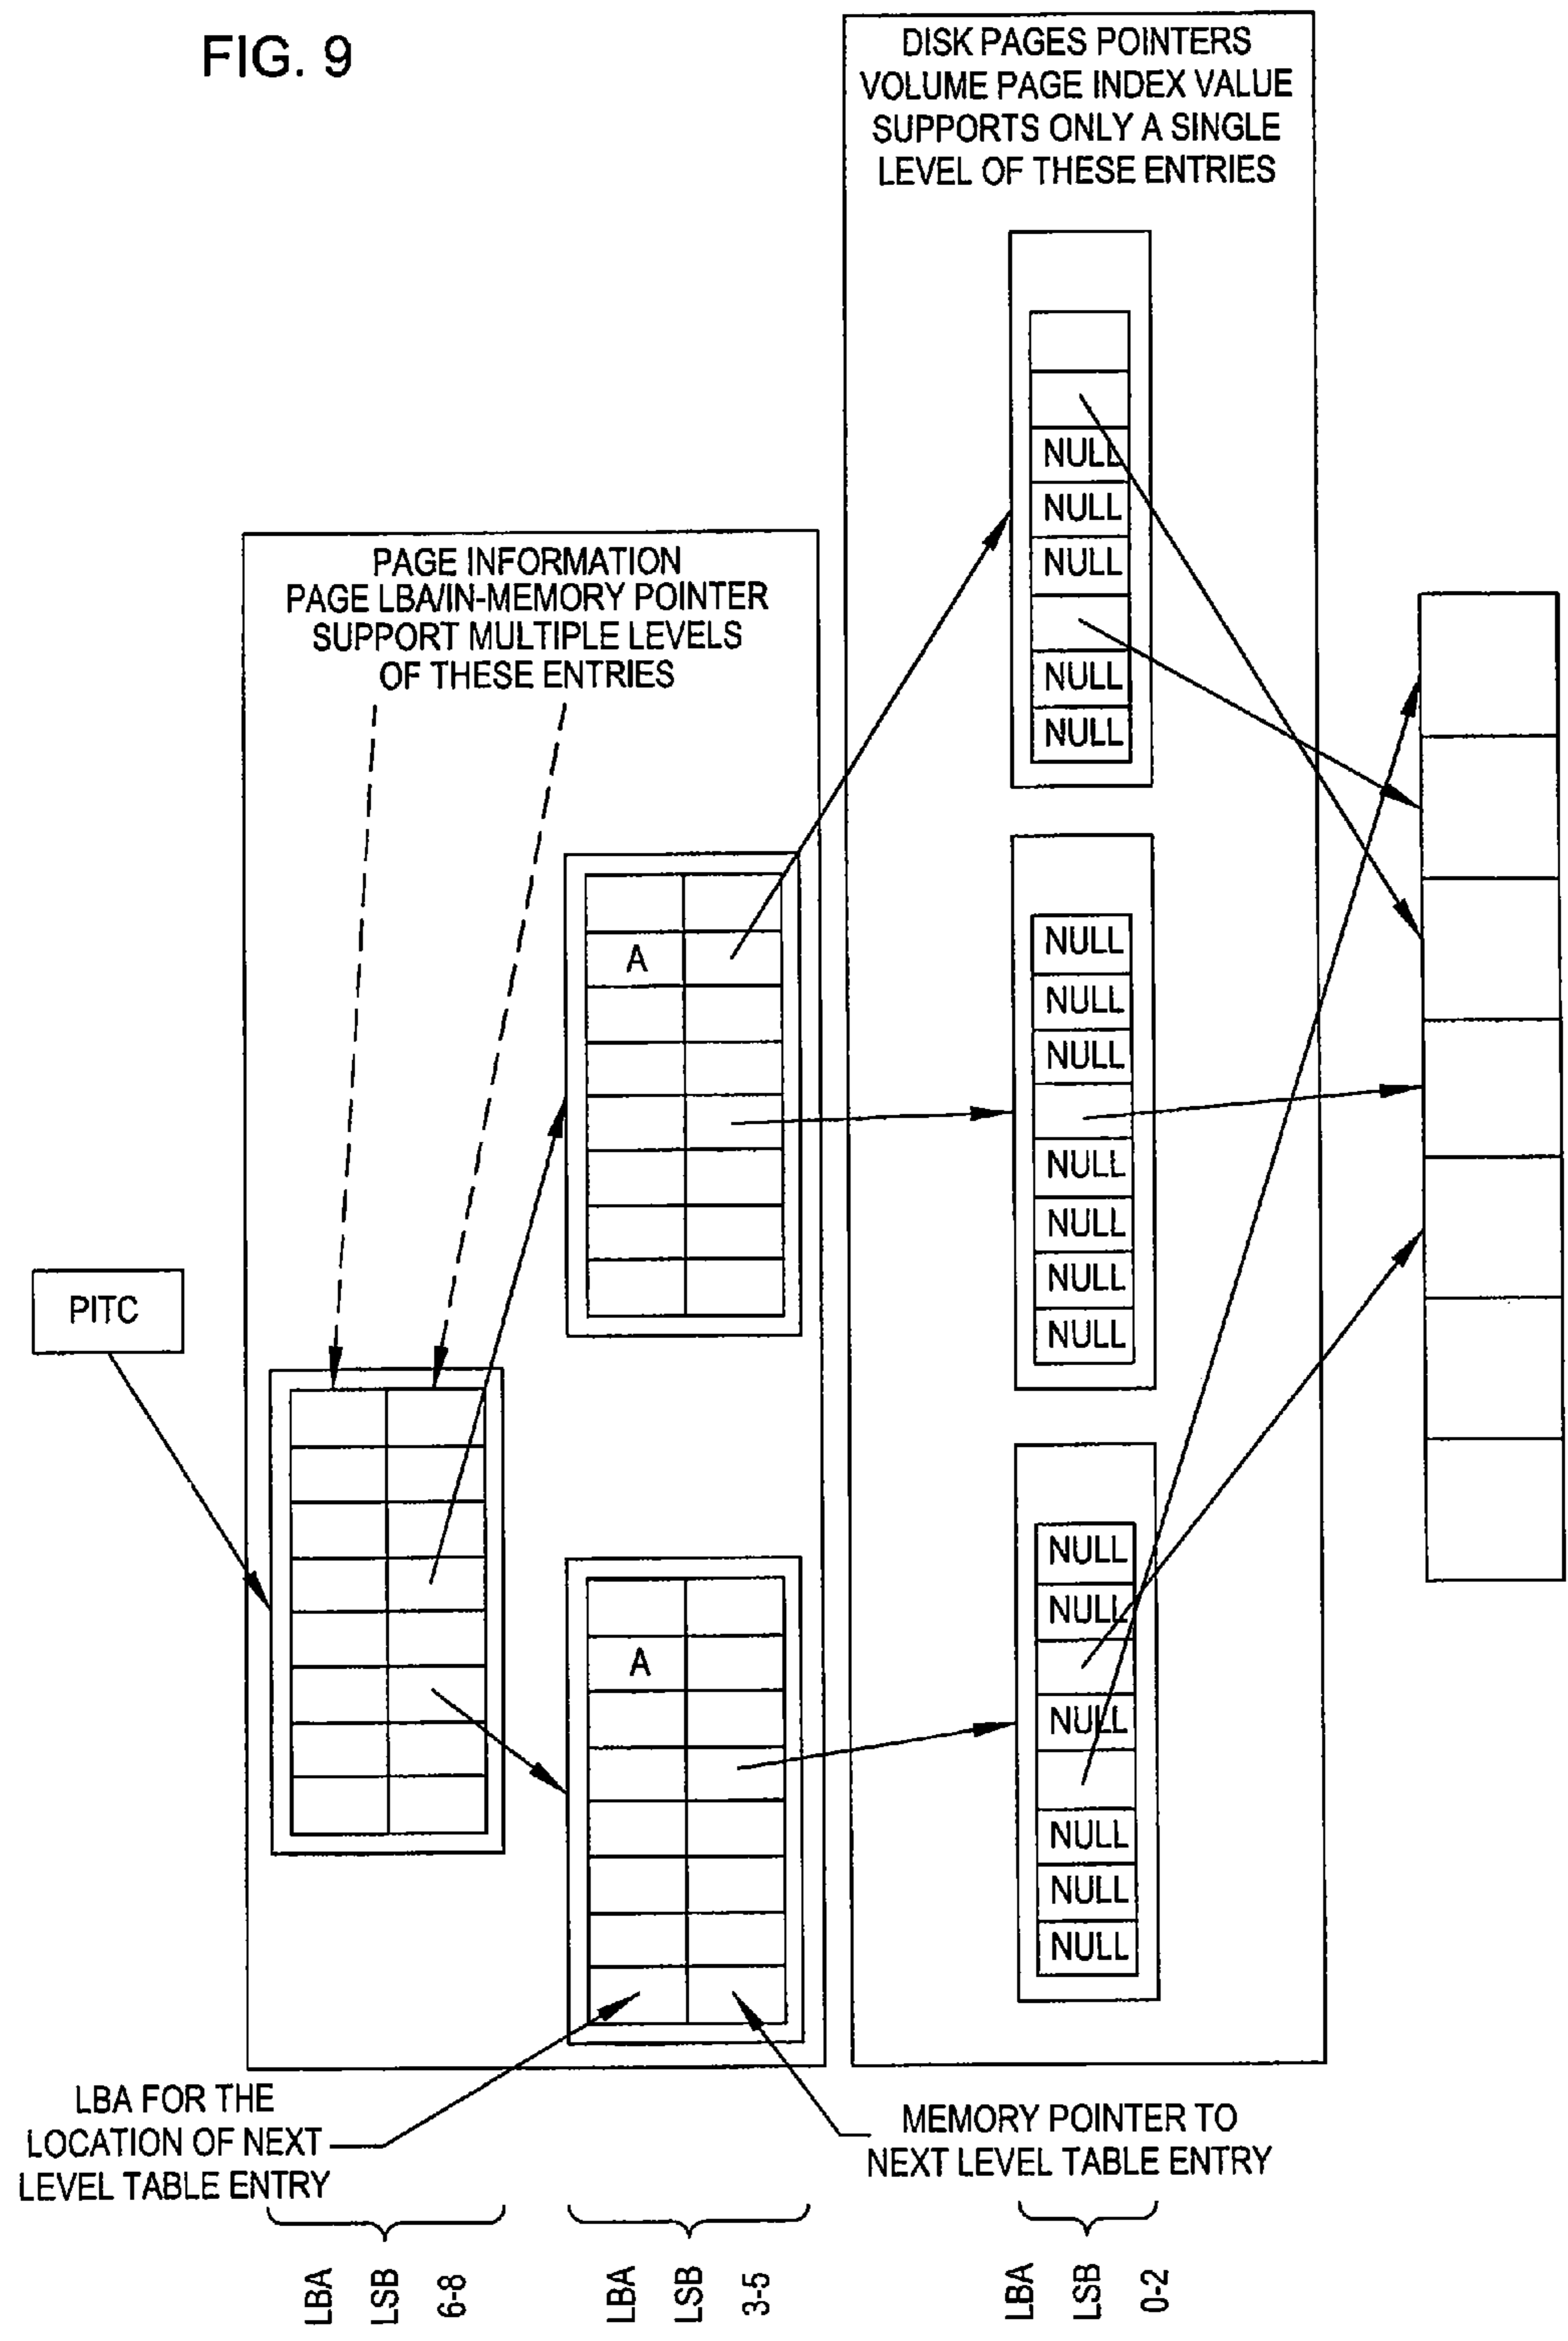 FIG. 9
DISK PAGES POINTERS
VOLUME PAGE INDEX VALUE
SUPPORTS ONLY A SINGLE
LEVEL OF THESE ENTRIES
NULL
NULL
NULL
NULL
NULL
PAGE INFORMATION
PAGE LBA/IN-MEMORY POINTER
SUPPORT MULTIPLE LEVELS
OF THESE ENTRIES
A
NULL
NULL
NULL
NULL
NULL
NULL
NULL
PITC
A
NULL
NULL
NULL
NULL
NULL
NULL
LBA FOR THE
LOCATION OF NEXT
LEVEL TABLE ENTRY
MEMORY POINTER TO
NEXT LEVEL TABLE ENTRY
LBA
LSB
6-8
LBA
LSB
3-5
LBA
LSB
0-2